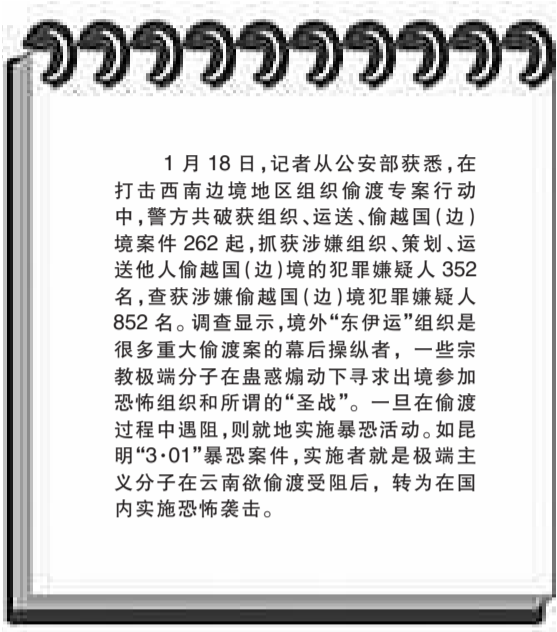 1 月 18 日,记者从公安部获悉,在
打击西南边境地区组织偷渡专案行动
中,警方共破获组织、运送、偷越国(边)
境案件 262 起,抓获涉嫌组织、策划、运
送他人偷越国(边)境的犯罪嫌疑人 352
名,查获涉嫌偷越国(边)境犯罪嫌疑人
852 名。调查显示,境外“东伊运”组织是
很多重大偷渡案的幕后操纵者，一些宗
教极端分子在蛊惑煽动下寻求出境参加
恐怖组织和所谓的“圣战”。一旦在偷渡
过程中遇阻,则就地实施暴恐活动。如昆
明“3·01”暴恐案件,实施者就是极端主
义分子在云南欲偷渡受阻后，转为在国
内实施恐怖袭击。